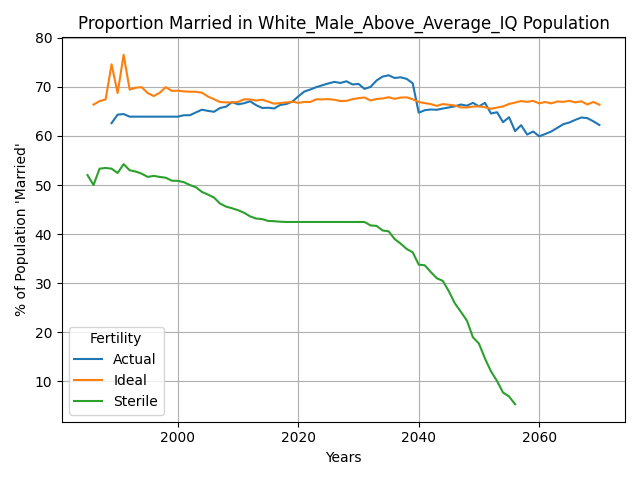 Proportion Married in White_Male_Above_Average_IQ Population
% of Population 'Married'
80
70
60
50
40
30
20
10
Fertility
Actual
Ideal
Sterile
2000 2020 2040 2060
Years